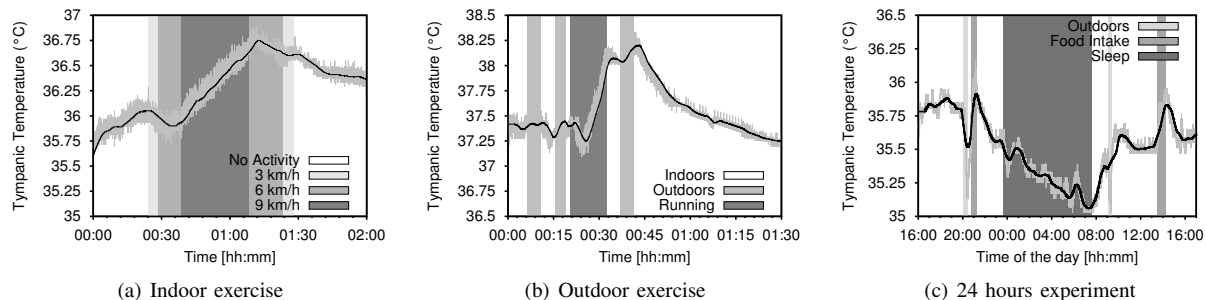 Tympanic Temperature (°C)
37
36.75
36.5
36.25
36
35.75
35.5
35.25
35
No Activity
3 km/h
6 km/h
9 km/h
00:00 00:30 01:00 01:30 02:00
Time [hh:mm]
(a) Indoor exercise
Tympanic Temperature (°C)
38.5
38.25
38
37.75
37.5
37.25
37
36.75
36.5
Indoors
Outdoors
Running
00:00 00:15 00:30 00:45 01:00 01:15 01:30
Time [hh:mm]
(b) Outdoor exercise
Tympanic Temperature (°C)
36.5
36.25
36
35.75
35.5
35.25
35
Outdoors
Food Intake
Sleep
16:00 20:00 00:00 04:00 08:00 12:00 16:00
Time of the day [hh:mm]
(c) 24 hours experiment